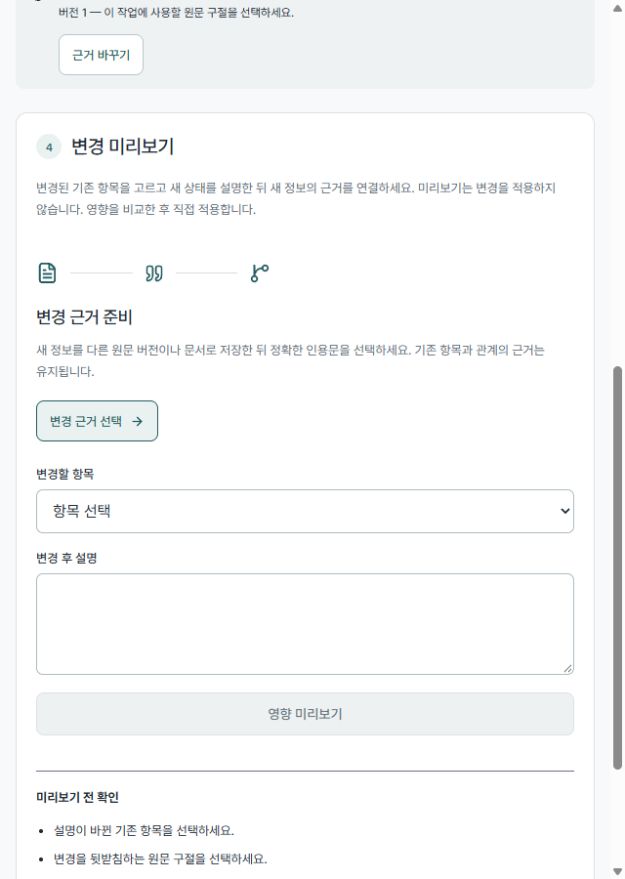 버전 1 — 이 작업에 사용할 원문 구절을 선택하세요.
근거 바꾸기
4 변경 미리보기
변경된 기존 항목을 고르고 새 상태를 설명한 뒤 새 정보의 근거를 연결하세요. 미리보기는 변경을 적용하지
않습니다. 영향을 비교한 후 직접 적용합니다.
변경 근거 준비
새 정보를 다른 원문 버전이나 문서로 저장한 뒤 정확한 인용문을 선택하세요. 기존 항목과 관계의 근거는
유지됩니다.
변경 근거 선택 →
변경할 항목
항목 선택
변경 후 설명
영향 미리보기
미리보기 전 확인
• 설명이 바뀐 기존 항목을 선택하세요.
• 변경을 뒷받침하는 원문 구절을 선택하세요.